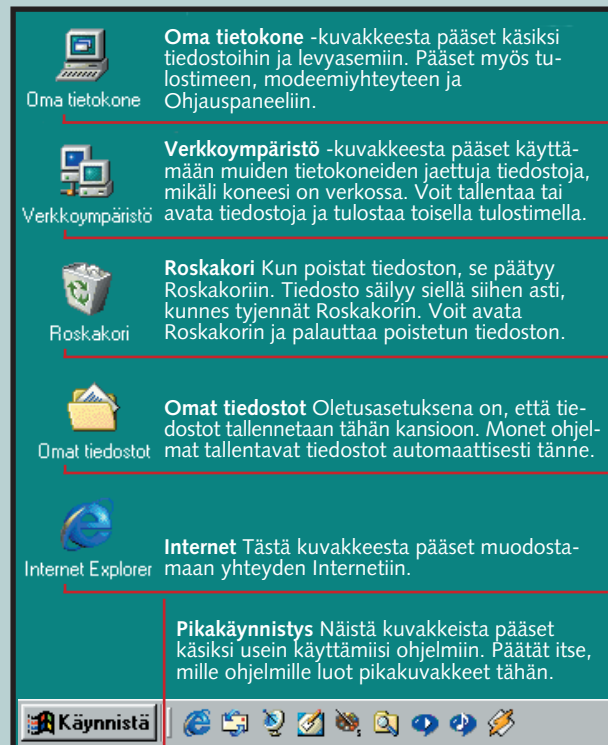 Oma tietokone -kuvakkeesta pääset käsiksi
tiedostoihin ja levyasemiin. Pääset myös tu-
lostimeen, modeemiyhteyteen ja
Ohjauspaneeliin.
Oma tietokone
Verkkoympäristö -kuvakkeesta pääset käyttä-
mään muiden tietokoneiden jaettuja tiedostoja,
mikäli koneesi on verkossa. Voit tallentaa tai
avata tiedostoja ja tulostaa toisella tulostimella.
Verkkoympäristö
Roskakori Kun poistat tiedoston, se päätyy
Roskakoriin. Tiedosto säilyy siellä siihen asti,
kunnes tyjennät Roskakorin. Voit avata
Roskakorin ja palauttaa poistetun tiedoston.
Roskakori
Omat tiedostot Oletusasetuksena on, että tie-
dostot tallennetaan tähän kansioon. Monet ohjel-
mat tallentavat tiedostot automaattisesti tänne.
Omat tiedostot
Internet Tästä kuvakkeesta pääset muodosta-
maan yhteyden Internetiin.
Internet Explorer
Pikakäynnistys Näistä kuvakkeista pääset
käsiksi usein käyttämiisi ohjelmiin. Päätät itse,
mille ohjelmille luot pikakuvakkeet tähän.
Käynnistä